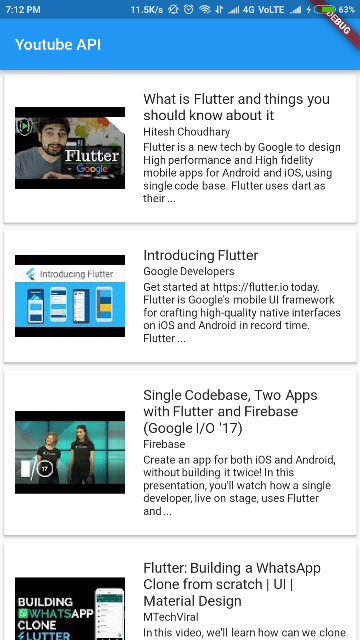 7:12 PM 11.5K/s 4G VoLTE 63%
DEBUG
Youtube API
What is Flutter and things you
should know about it
Hitesh Choudhary
Flutter is a new tech by Google to design
High performance and High fidelity
mobile apps for Android and iOS, using
single code base. Flutter uses dart as
their ...
Flutter
by Google
Introducing Flutter
Google Developers
Get started at https://flutter.io today.
Flutter is Google's mobile UI framework
for crafting high-quality native interfaces
on iOS and Android in record time.
Flutter ...
Introducing Flutter
Single Codebase, Two Apps
with Flutter and Firebase
(Google I/O '17)
Firebase
Create an app for both iOS and Android,
without building it twice! In this
presentation, you'll watch how a single
developer, live on stage, uses Flutter
and ...
I/O 17
Flutter: Building a WhatsApp
Clone from scratch | UI |
Material Design
MTechViral
In this video, we'll learn how can we clone
BUILDING
WHATSAPP
CLONE
FLUTTER